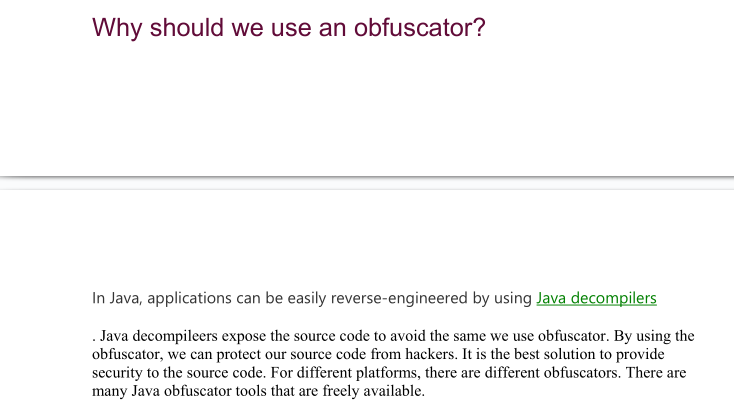 Why should we use an obfuscator?
In Java, applications can be easily reverse-engineered by using Java decompilers
. Java decompileers expose the source code to avoid the same we use obfuscator. By using the
obfuscator, we can protect our source code from hackers. It is the best solution to provide
security to the source code. For different platforms, there are different obfuscators. There are
many Java obfuscator tools that are freely available.